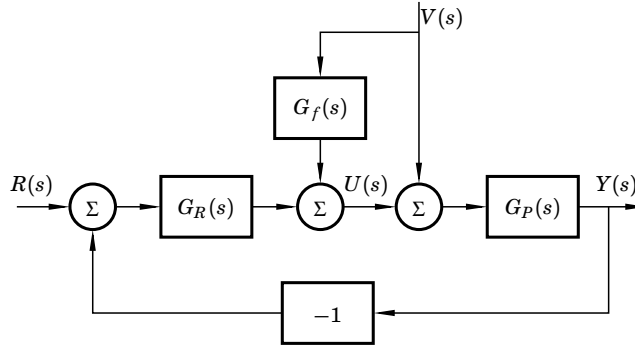 V(s)
G_f(s)
R(s)
Σ
G_R(s)
Σ
U(s)
Σ
G_P(s)
Y(s)
−1